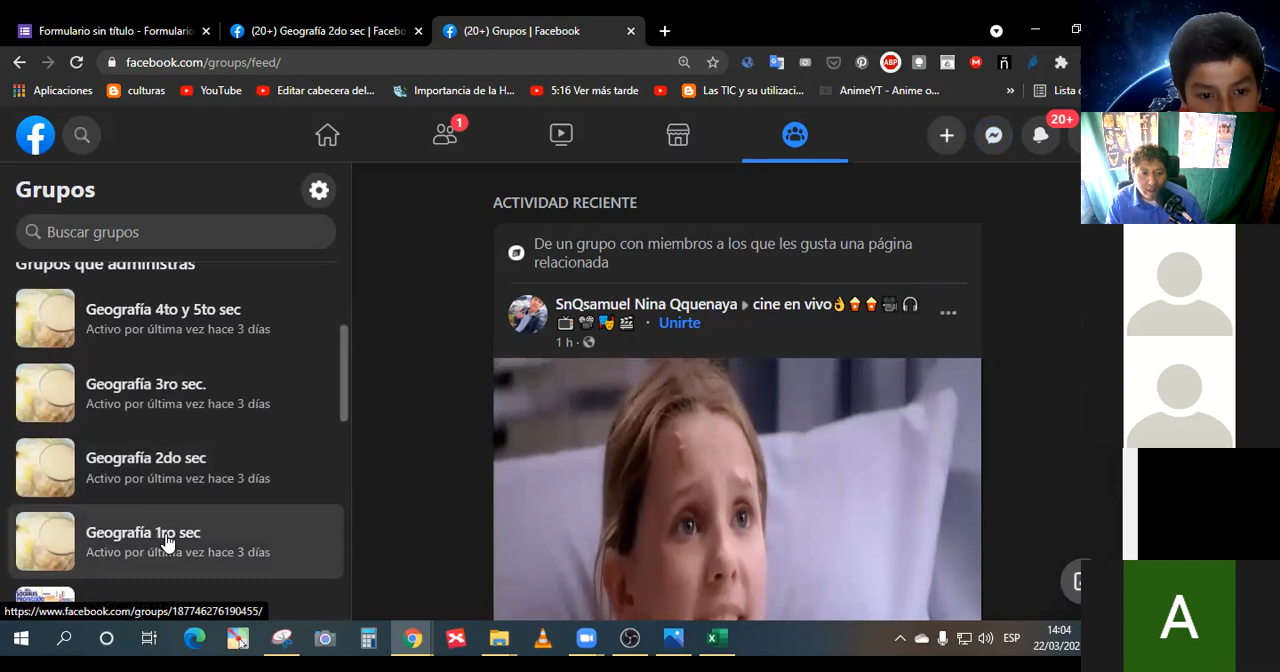 Formulario sin título - Formulario
(20+) Geografía 2do sec | Facebo
(20+) Grupos | Facebook
facebook.com/groups/feed/
ABP
ñ
Aplicaciones
culturas
YouTube
Editar cabecera del...
Importancia de la H...
5:16 Ver más tarde
Las TIC y su utilizaci...
AnimeYT - Anime o...
»
Lista
1
20+
Grupos
Buscar grupos
Grupos que administras
Geografía 4to y 5to sec
Activo por última vez hace 3 días
Geografía 3ro sec.
Activo por última vez hace 3 días
Geografía 2do sec
Activo por última vez hace 3 días
Geografía 1ro sec
Activo por última vez hace 3 días
https://www.facebook.com/groups/187746276190455/
ACTIVIDAD RECIENTE
De un grupo con miembros a los que les gusta una página
relacionada
SnQsamuel Nina Qquenaya ▸ cine en vivo👌🍿🍿🎥🎧
📺📽🎭🎬 · Unirte
1 h ·
ESP
14:04
22/03/202
A